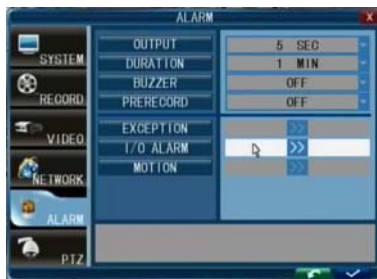 ALARM
SYSTEM
RECORD
VIDEO
NETWORK
ALARM
PTZ
OUTPUT 5 SEC
DURATION 1 MIN
BUZZER OFF
PRERECORD OFF
EXCEPTION >>
I/O ALARM >>
MOTION >>